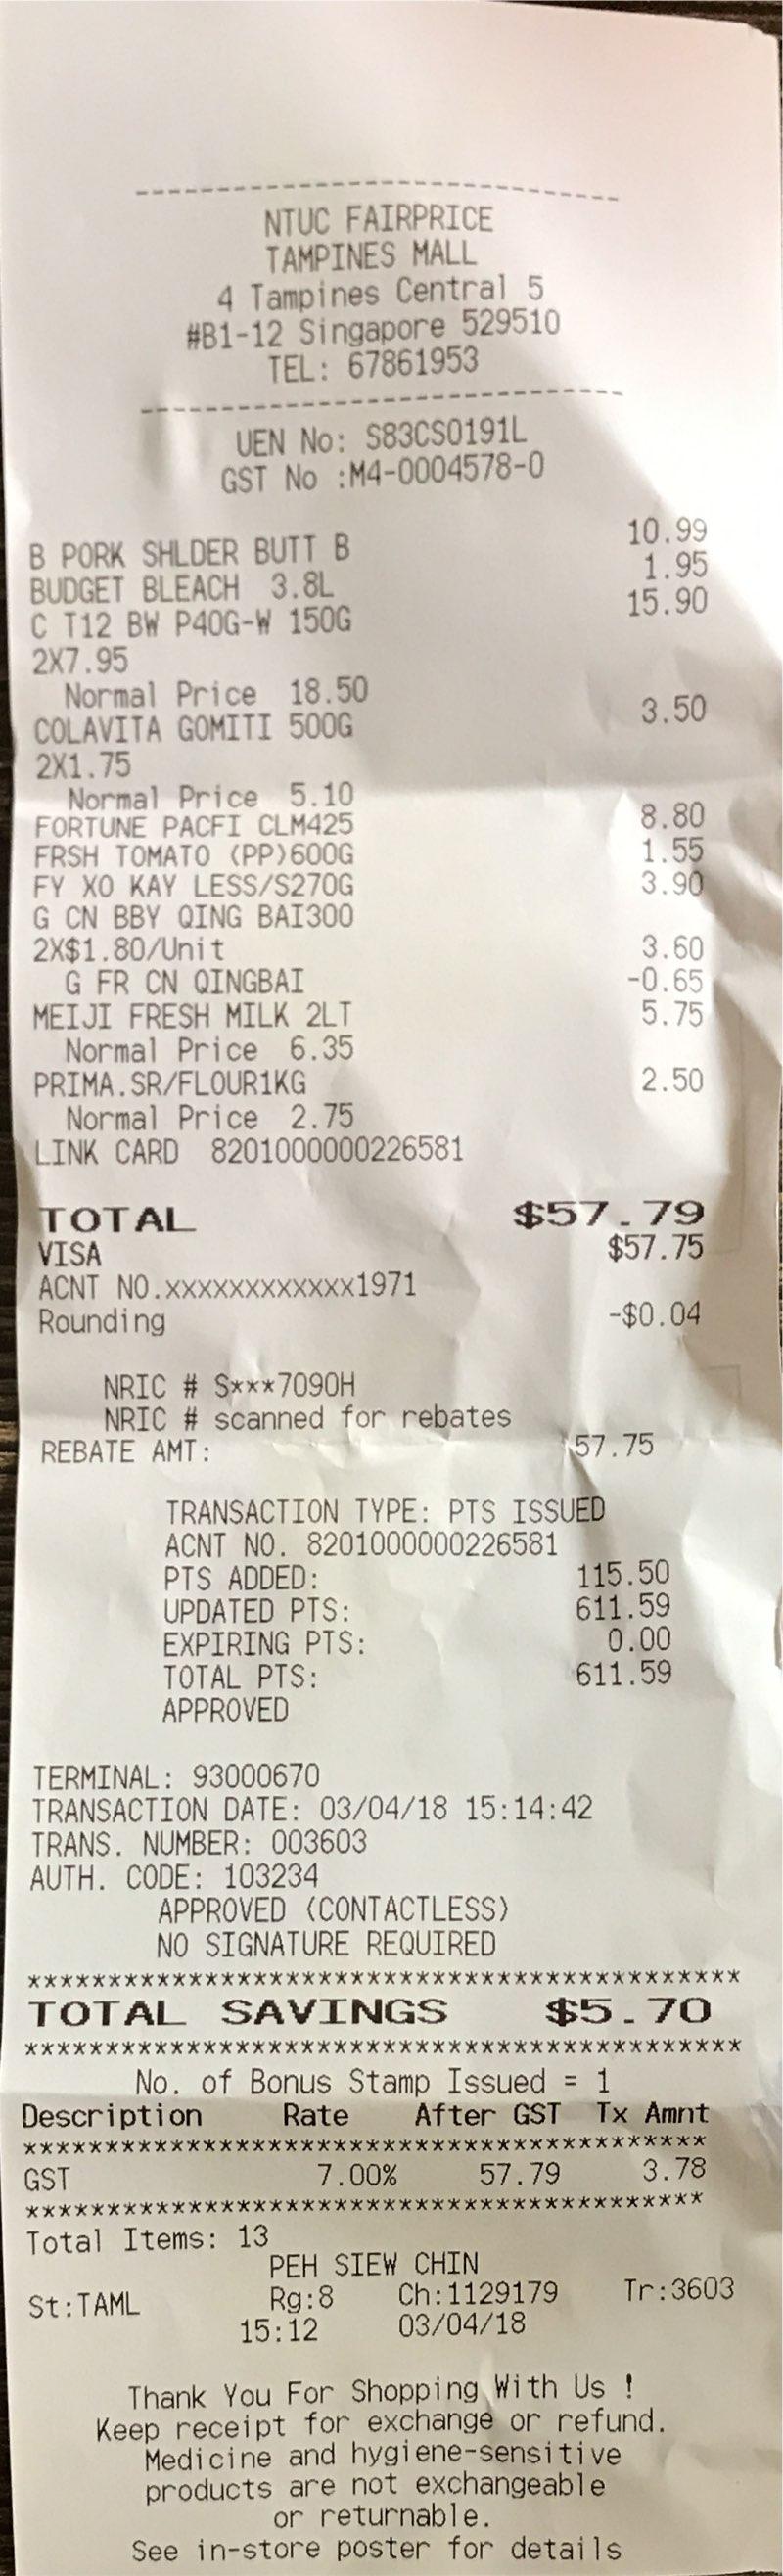 NTUC FAIRPRICE
TAMPINES MALL
4 Tampines Central 5
#B1-12 Singapore 529510
TEL: 67861953
UEN No: S83CS0191L
GST No :M4-0004578-0
B PORK SHLDER BUTT B 10.99
BUDGET BLEACH 3.8L 1.95
C T12 BW P40G-W 150G 15.90
2X7.95
Normal Price 18.50
COLAVITA GOMITI 500G 3.50
2X1.75
Normal Price 5.10
FORTUNE PACFI CLM425 8.80
FRSH TOMATO (PP)600G 1.55
FY XO KAY LESS/S270G 3.90
G CN BBY QING BAI300
2X$1.80/Unit 3.60
G FR CN QINGBAI -0.65
MEIJI FRESH MILK 2LT 5.75
Normal Price 6.35
PRIMA.SR/FLOUR1KG 2.50
Normal Price 2.75
LINK CARD 8201000000226581
TOTAL $57.79
VISA $57.75
ACNT NO.xxxxxxxxxxxx1971
Rounding -$0.04
NRIC # S***7090H
NRIC # scanned for rebates
REBATE AMT: 57.75
TRANSACTION TYPE: PTS ISSUED
ACNT NO. 8201000000226581
PTS ADDED: 115.50
UPDATED PTS: 611.59
EXPIRING PTS: 0.00
TOTAL PTS: 611.59
APPROVED
TERMINAL: 93000670
TRANSACTION DATE: 03/04/18 15:14:42
TRANS. NUMBER: 003603
AUTH. CODE: 103234
APPROVED (CONTACTLESS)
NO SIGNATURE REQUIRED
TOTAL SAVINGS $5.70
No. of Bonus Stamp Issued = 1
Description Rate After GST Tx Amnt
GST 7.00% 57.79 3.78
Total Items: 13
PEH SIEW CHIN
St:TAML Rg:8 Ch:1129179 Tr:3603
15:12 03/04/18
Thank You For Shopping With Us !
Keep receipt for exchange or refund.
Medicine and hygiene-sensitive
products are not exchangeable
or returnable.
See in-store poster for details